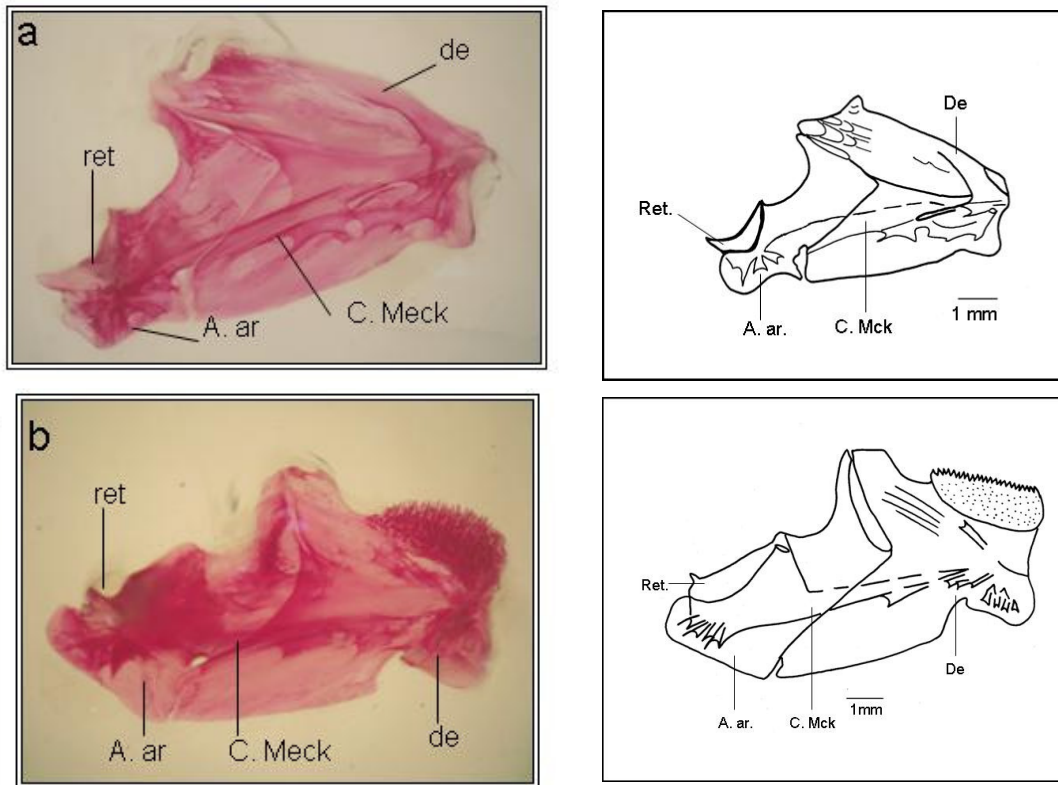 a
de
ret
C. Meck
A. ar
De
Ret.
A. ar.
C. Mck
1 mm
b
ret
A. ar
C. Meck
de
Ret.
De
A. ar.
C. Mck
1mm